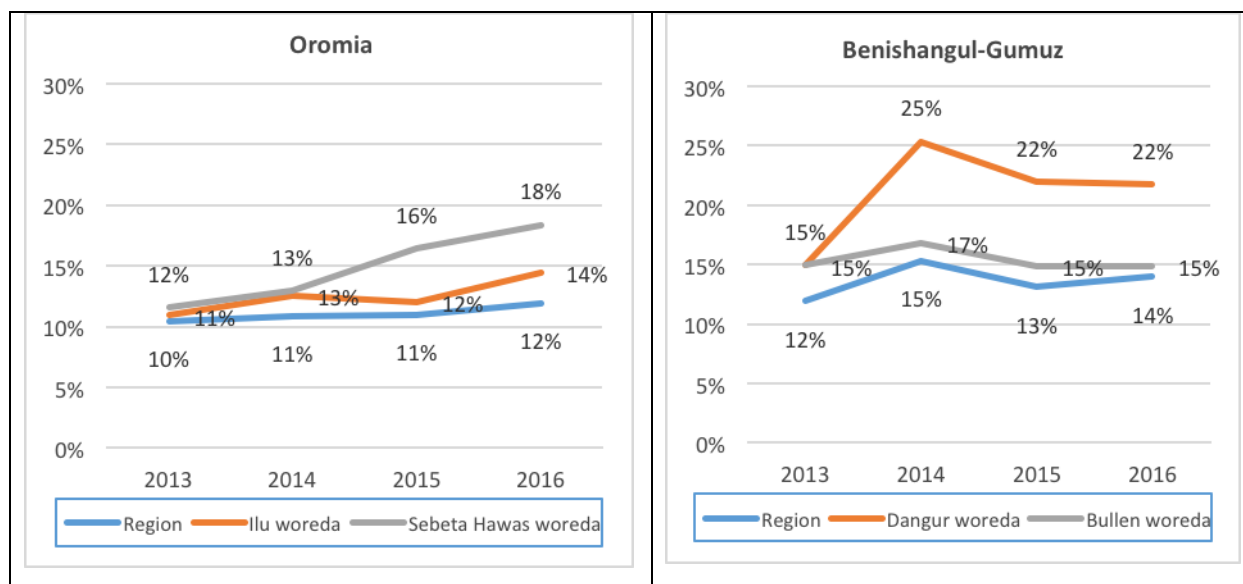 Oromia
30%
25%
20%
15%
10%
5%
0%
12% 13% 16% 18%
11% 13% 12% 14%
10% 11% 11% 12%
2013 2014 2015 2016
Region Ilu woreda Sebeta Hawas woreda
Benishangul-Gumuz
30%
25%
20%
15%
10%
5%
0%
15% 25% 22% 22%
15% 17% 15% 15%
12% 15% 13% 14%
2013 2014 2015 2016
Region Dangur woreda Bullen woreda